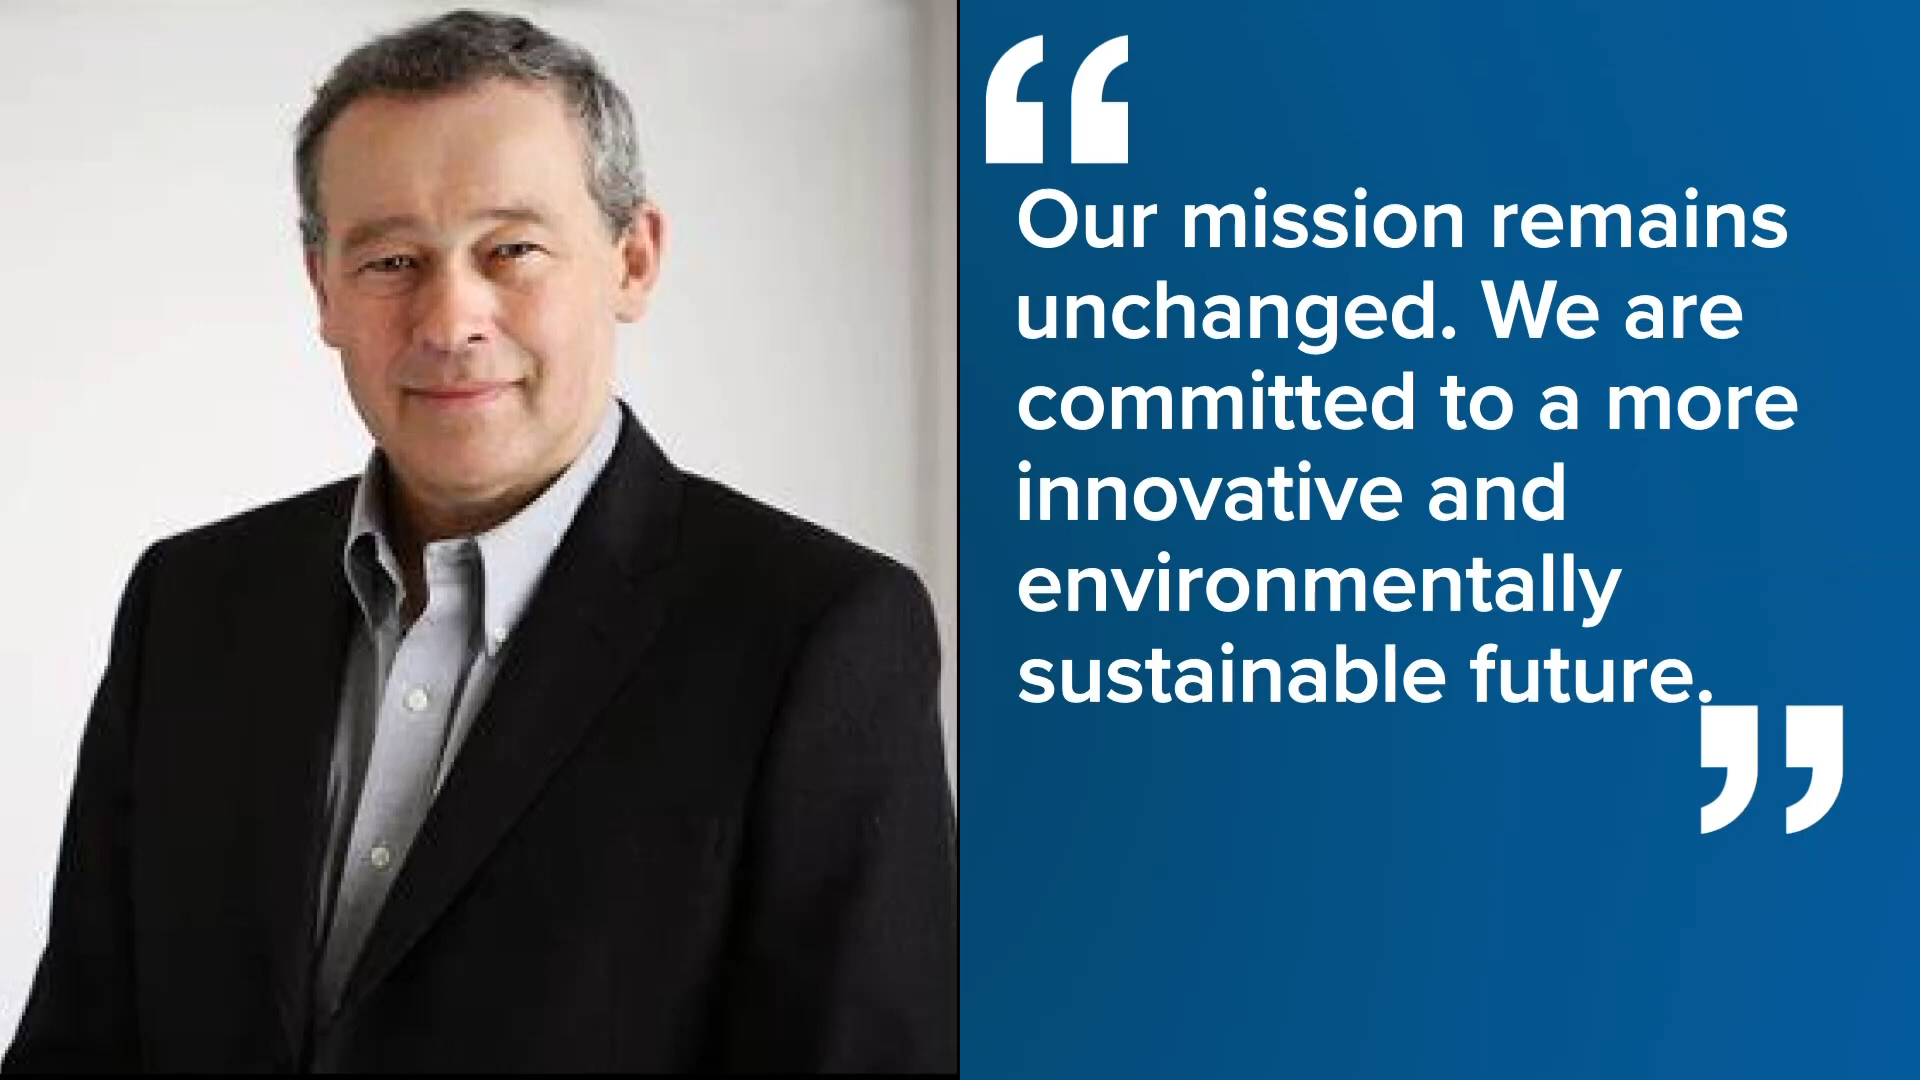 “
Our mission remains
unchanged. We are
committed to a more
innovative and
environmentally
sustainable future.
”